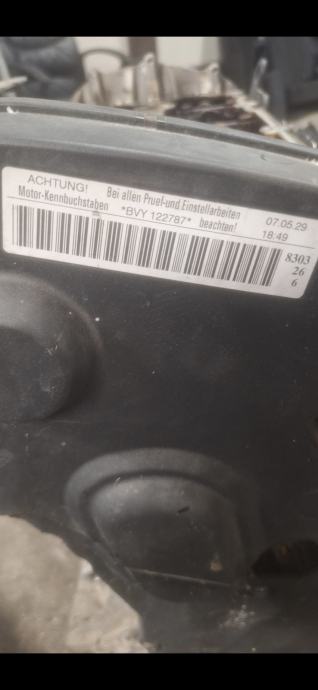 ACHTUNG! Bei allen Pruef-und Einstellarbeiten 07.05.29
Motor-Kennbuchstaben *BVY 122787* beachten! 18:49
8303
26
6